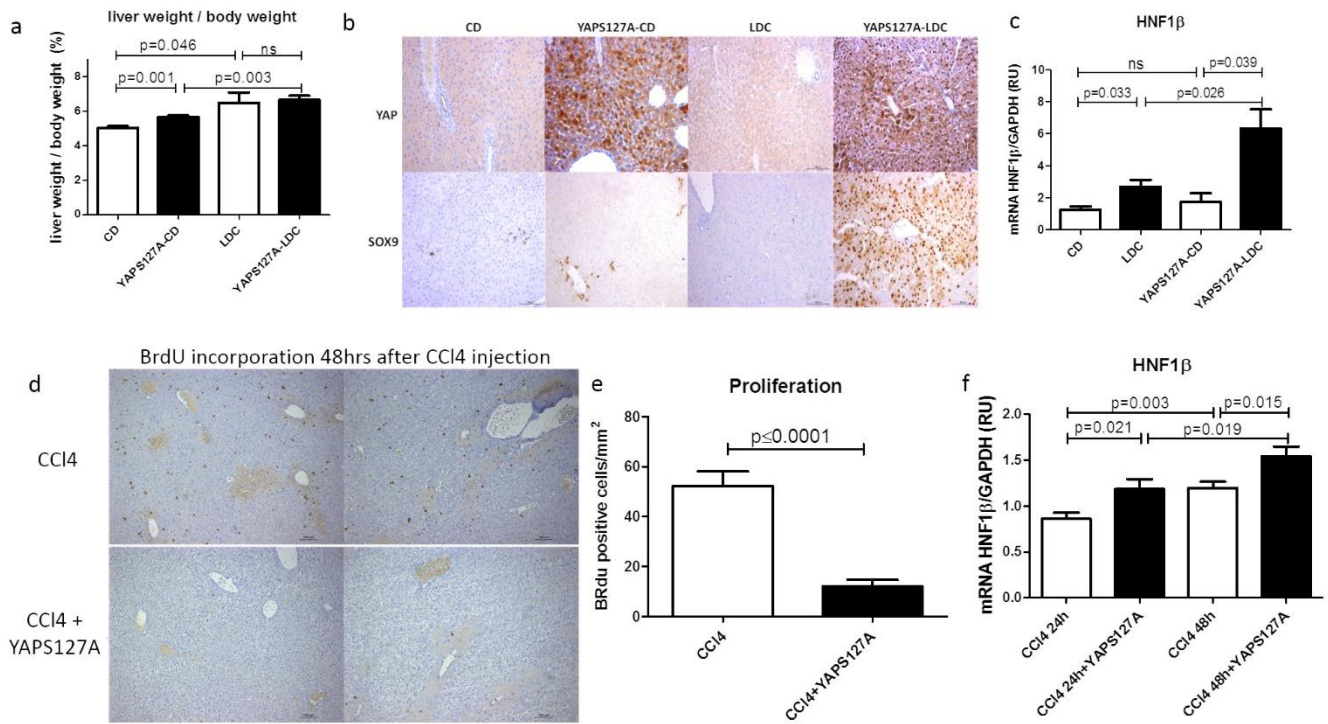 a
liver weight / body weight
liver weight / body weight (%)
8
6
4
2
0
p=0.046
ns
p=0.001
p=0.003
CD
YAPS127A-CD
LDC
YAPS127A-LDC
b
CD
YAPS127A-CD
LDC
YAPS127A-LDC
YAP
SOX9
c
HNF1β
mRNA HNF1β/GAPDH (RU)
10
8
6
4
2
0
ns
p=0.039
p=0.033
p=0.026
CD
LDC
YAPS127A-CD
YAPS127A-LDC
d
BrdU incorporation 48hrs after CCl4 injection
CCl4
CCl4 +
YAPS127A
e
Proliferation
BRdu positive cells/mm²
80
60
40
20
0
p≤0.0001
CCl4
CCl4+YAPS127A
f
HNF1β
mRNA HNF1β/GAPDH (RU)
2.0
1.5
1.0
0.5
0.0
p=0.003
p=0.015
p=0.021
p=0.019
CCl4 24h
CCl4 24h+YAPS127A
CCl4 48h
CCl4 48h+YAPS127A